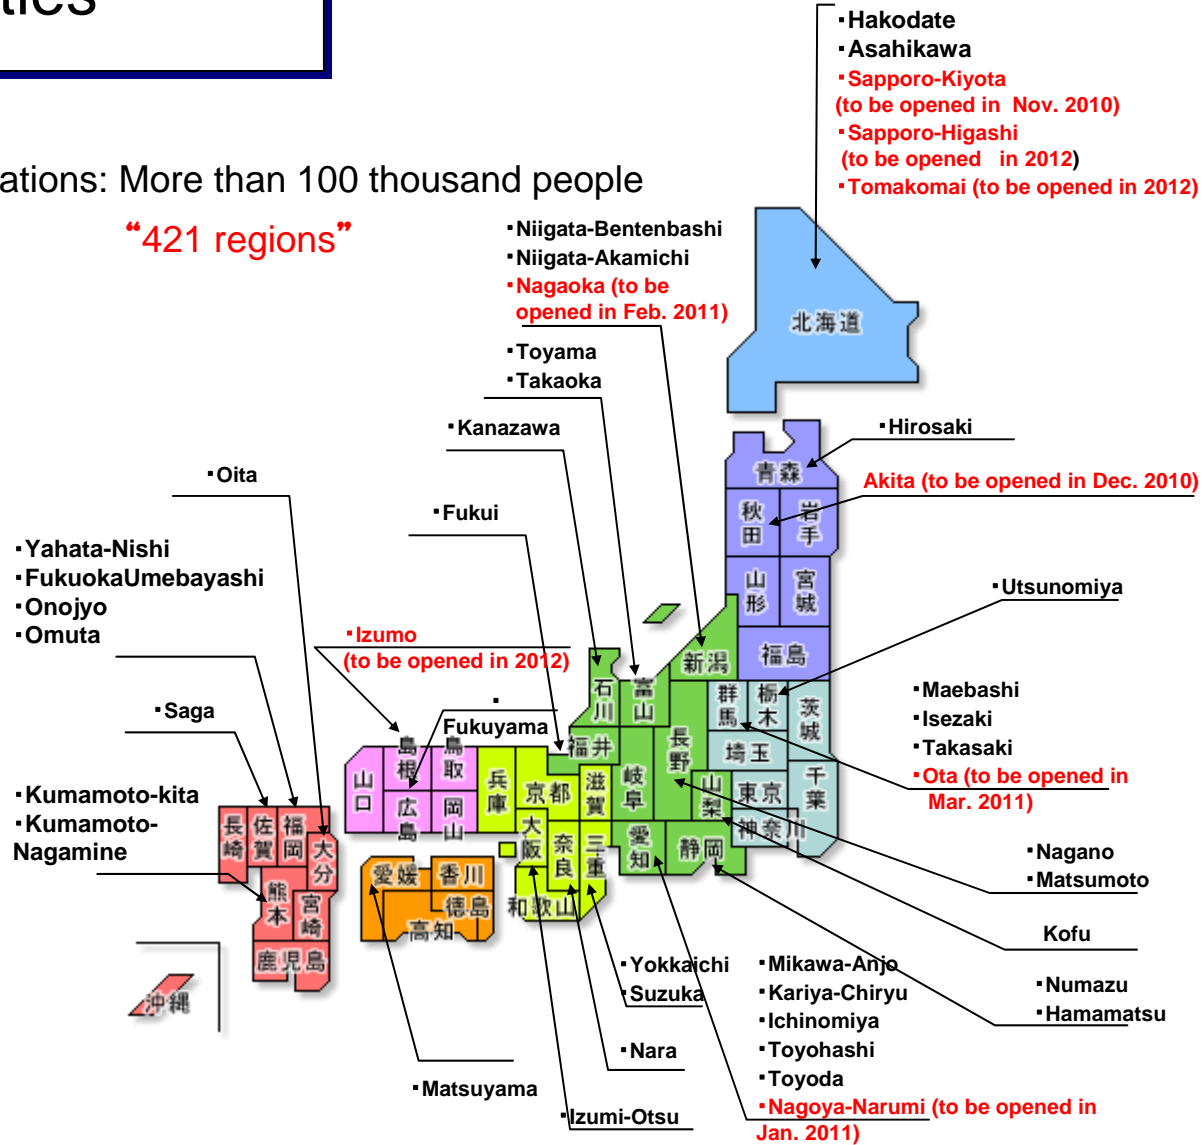 ties
ations: More than 100 thousand people
“421 regions”
▪Hakodate
▪Asahikawa
▪Sapporo-Kiyota
(to be opened in Nov. 2010)
▪Sapporo-Higashi
(to be opened in 2012)
▪Tomakomai (to be opened in 2012)
▪Niigata-Bentenbashi
▪Niigata-Akamichi
▪Nagaoka (to be
opened in Feb. 2011)
▪Toyama
▪Takaoka
▪Kanazawa
▪Fukui
▪Oita
▪Yahata-Nishi
▪FukuokaUmebayashi
▪Onojyo
▪Omuta
▪Saga
▪Kumamoto-kita
▪Kumamoto-
Nagamine
▪Izumo
(to be opened in 2012)
▪
Fukuyama
▪Hirosaki
Akita (to be opened in Dec. 2010)
▪Utsunomiya
▪Maebashi
▪Isezaki
▪Takasaki
▪Ota (to be opened in
Mar. 2011)
▪Nagano
▪Matsumoto
Kofu
▪Numazu
▪Hamamatsu
▪Mikawa-Anjo
▪Kariya-Chiryu
▪Ichinomiya
▪Toyohashi
▪Toyoda
▪Nagoya-Narumi (to be opened in
Jan. 2011)
▪Yokkaichi
▪Suzuka
▪Nara
▪Izumi-Otsu
▪Matsuyama
北海道
青森
秋田
岩手
山形
宮城
福島
新潟
群馬
栃木
茨城
埼玉
千葉
東京
神奈川
山梨
長野
静岡
愛知
岐阜
富山
石川
福井
滋賀
三重
京都
奈良
大阪
和歌山
兵庫
鳥取
岡山
島根
広島
山口
香川
徳島
愛媛
高知
福岡
佐賀
長崎
大分
熊本
宮崎
鹿児島
沖縄